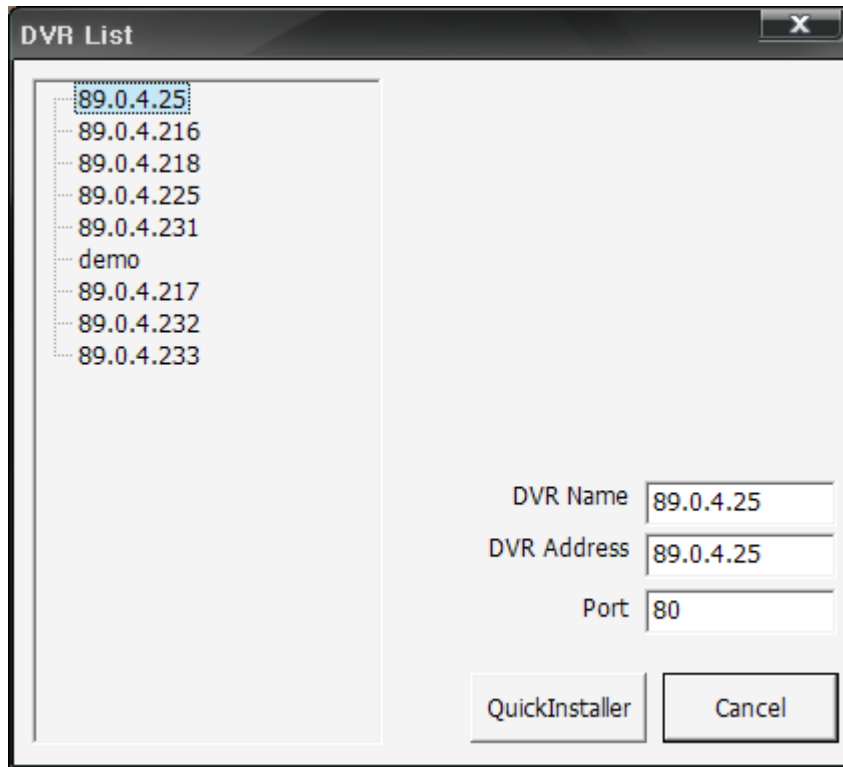 DVR List
X
89.0.4.25
89.0.4.216
89.0.4.218
89.0.4.225
89.0.4.231
demo
89.0.4.217
89.0.4.232
89.0.4.233
DVR Name 89.0.4.25
DVR Address 89.0.4.25
Port 80
QuickInstaller Cancel